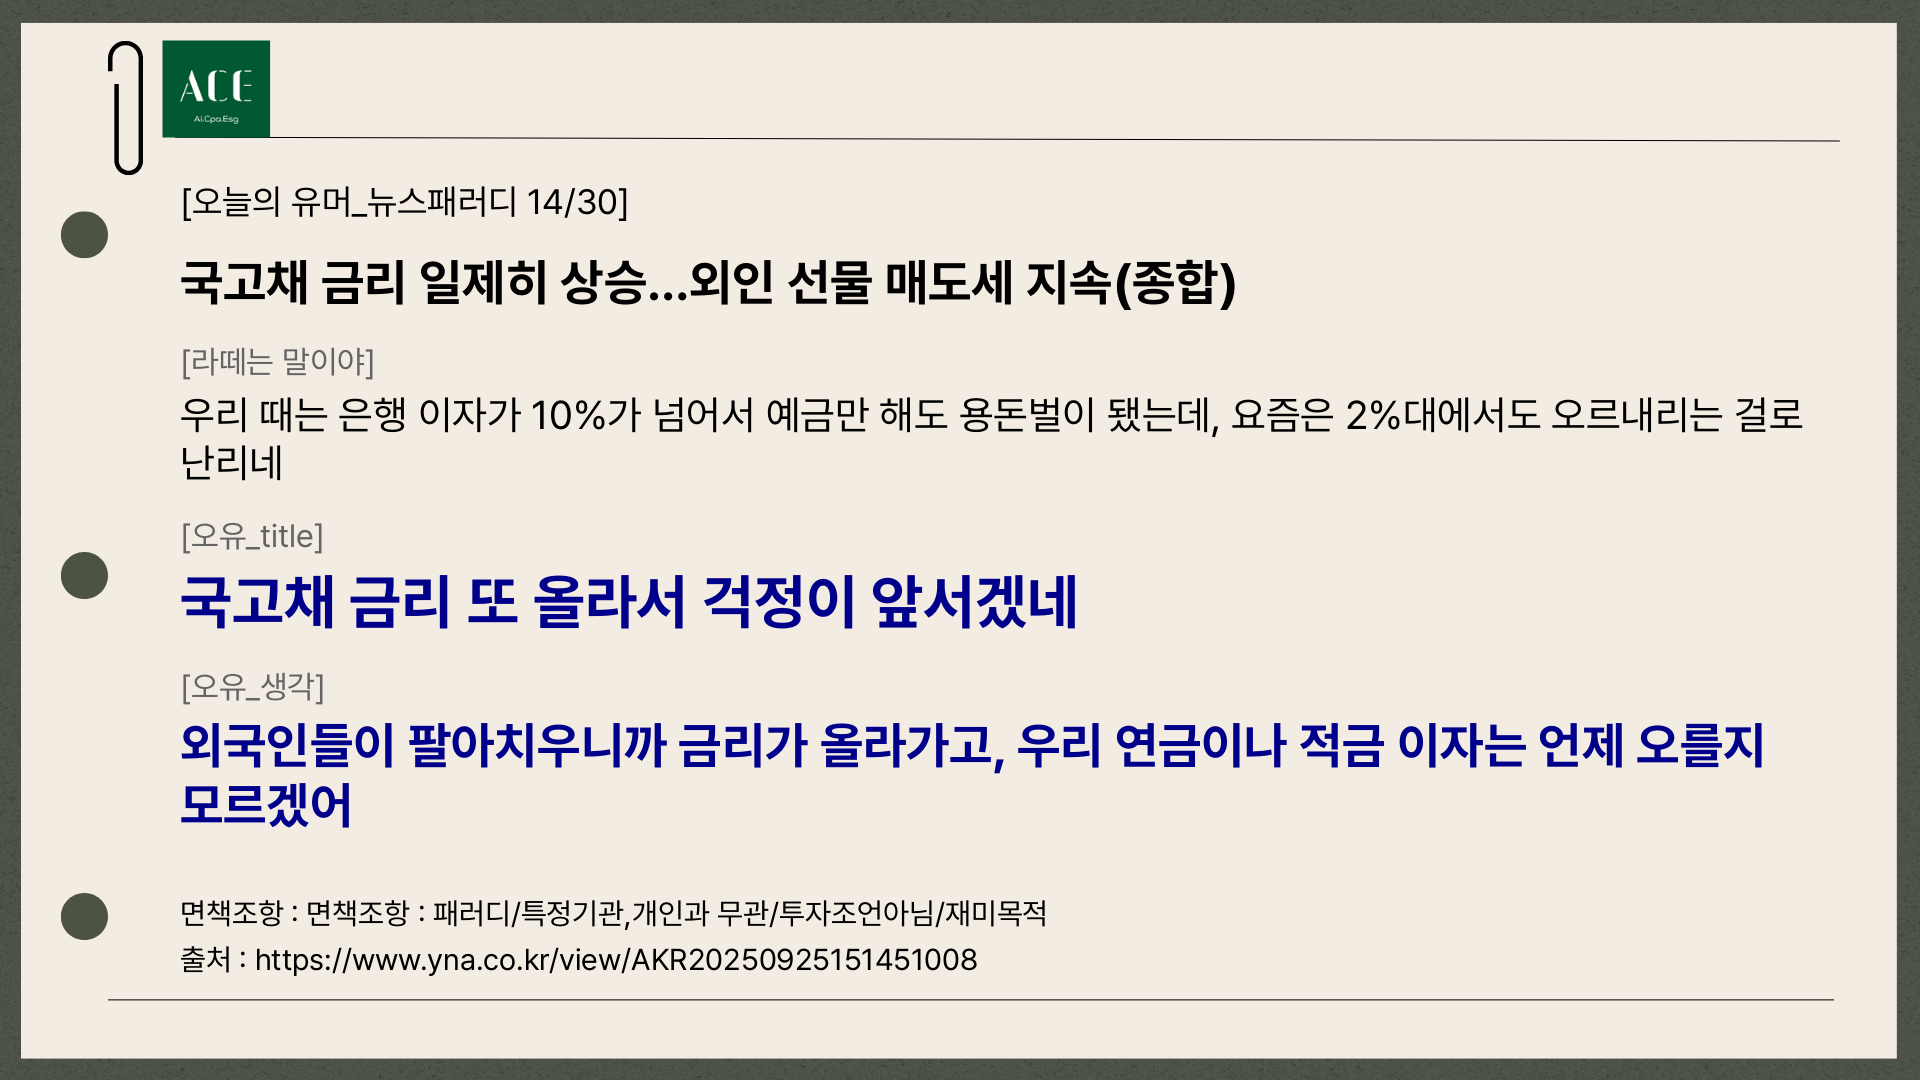 ACE
Ai.Cpa.Esg
[오늘의 유머_뉴스패러디 14/30]
국고채 금리 일제히 상승…외인 선물 매도세 지속(종합)
[라떼는 말이야]
우리 때는 은행 이자가 10%가 넘어서 예금만 해도 용돈벌이 됐는데, 요즘은 2%대에서도 오르내리는 걸로
난리네
[오유_title]
국고채 금리 또 올라서 걱정이 앞서겠네
[오유_생각]
외국인들이 팔아치우니까 금리가 올라가고, 우리 연금이나 적금 이자는 언제 오를지
모르겠어
면책조항 : 면책조항 : 패러디/특정기관,개인과 무관/투자조언아님/재미목적
출처 : https://www.yna.co.kr/view/AKR20250925151451008